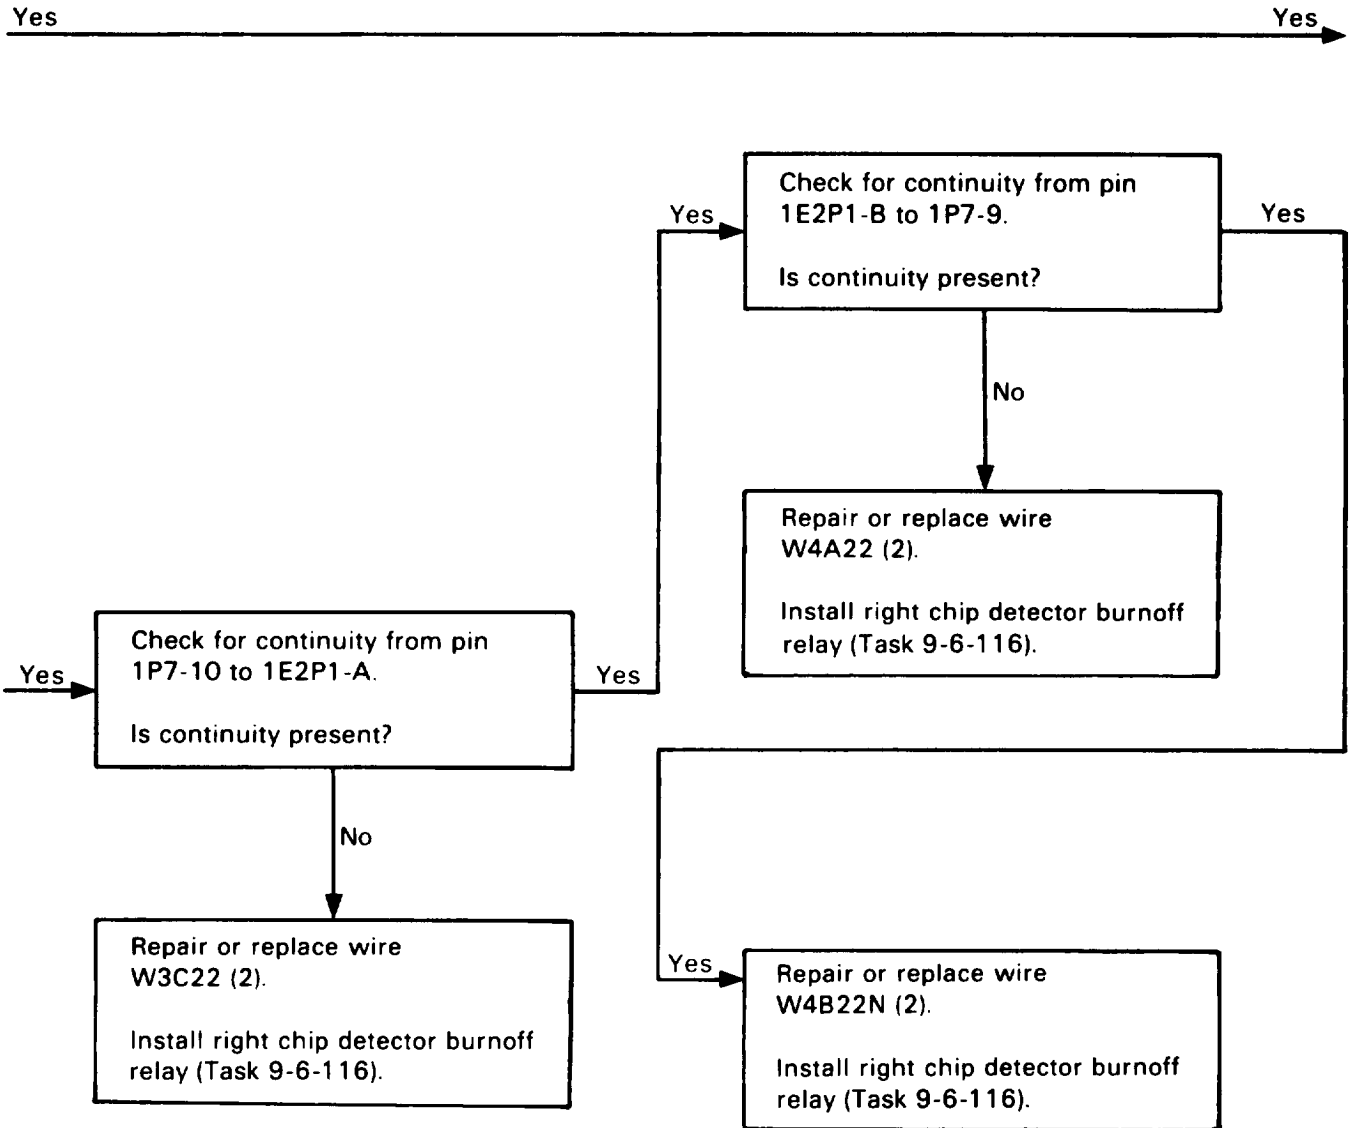 Yes
Yes
Check for continuity from pin
1E2P1-B to 1P7-9.
Is continuity present?
Yes
Yes
No
Repair or replace wire
W4A22 (2).
Install right chip detector burnoff
relay (Task 9-6-116).
Yes
Check for continuity from pin
1P7-10 to 1E2P1-A.
Is continuity present?
Yes
No
Repair or replace wire
W3C22 (2).
Install right chip detector burnoff
relay (Task 9-6-116).
Yes
Repair or replace wire
W4B22N (2).
Install right chip detector burnoff
relay (Task 9-6-116).